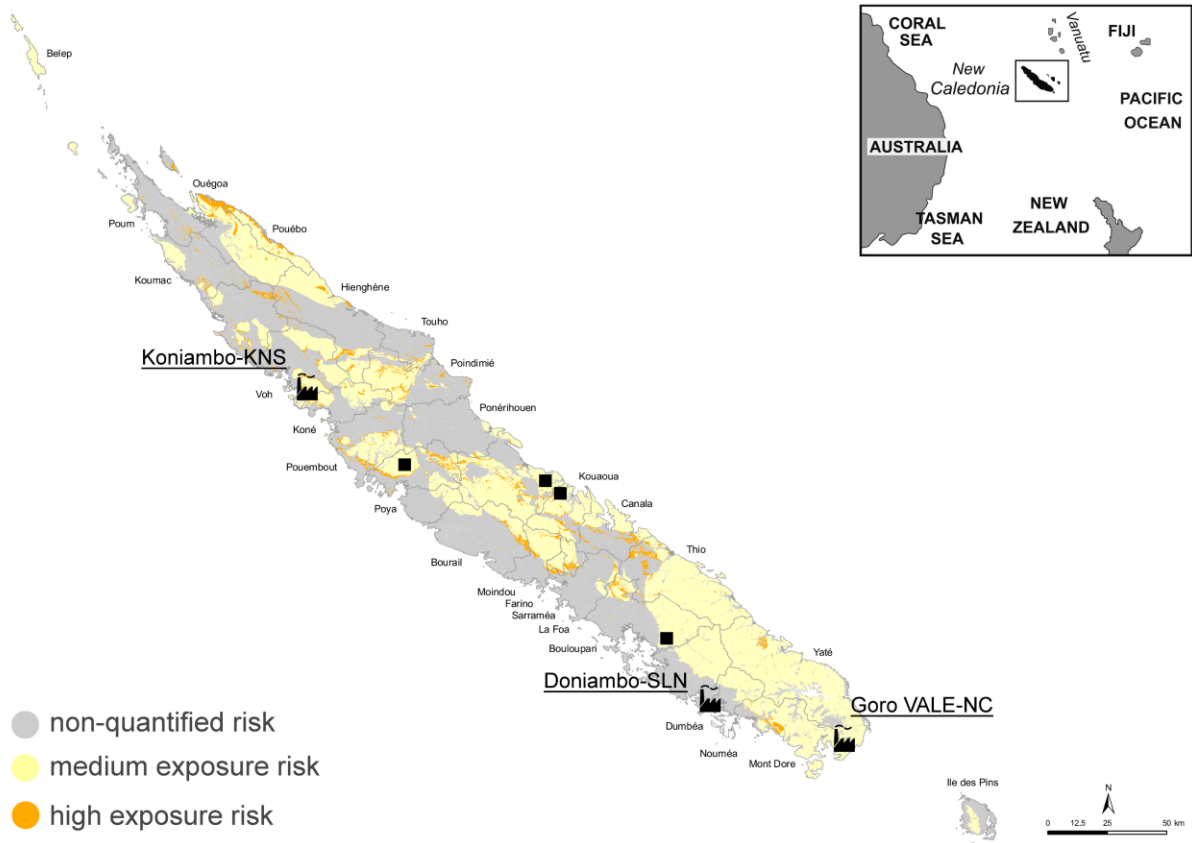 Belep
Ouégoa
Poum
Pouébo
Koumac
Hienghène
Touho
Koniambo-KNS
Poindimié
Voh
Ponérihouen
Koné
Pouembout
Kouaoua
Poya
Canala
Thio
Bourail
Moindou
Farino
Sarraméa
La Foa
Bouloupari
Yaté
Doniambo-SLN
Goro VALE-NC
Dumbéa
Nouméa
Mont Dore
Ile des Pins
non-quantified risk
medium exposure risk
high exposure risk
N
0 12,5 25 50 km
CORAL
SEA
Vanuatu
FIJI
New
Caledonia
PACIFIC
OCEAN
AUSTRALIA
TASMAN
SEA
NEW
ZEALAND